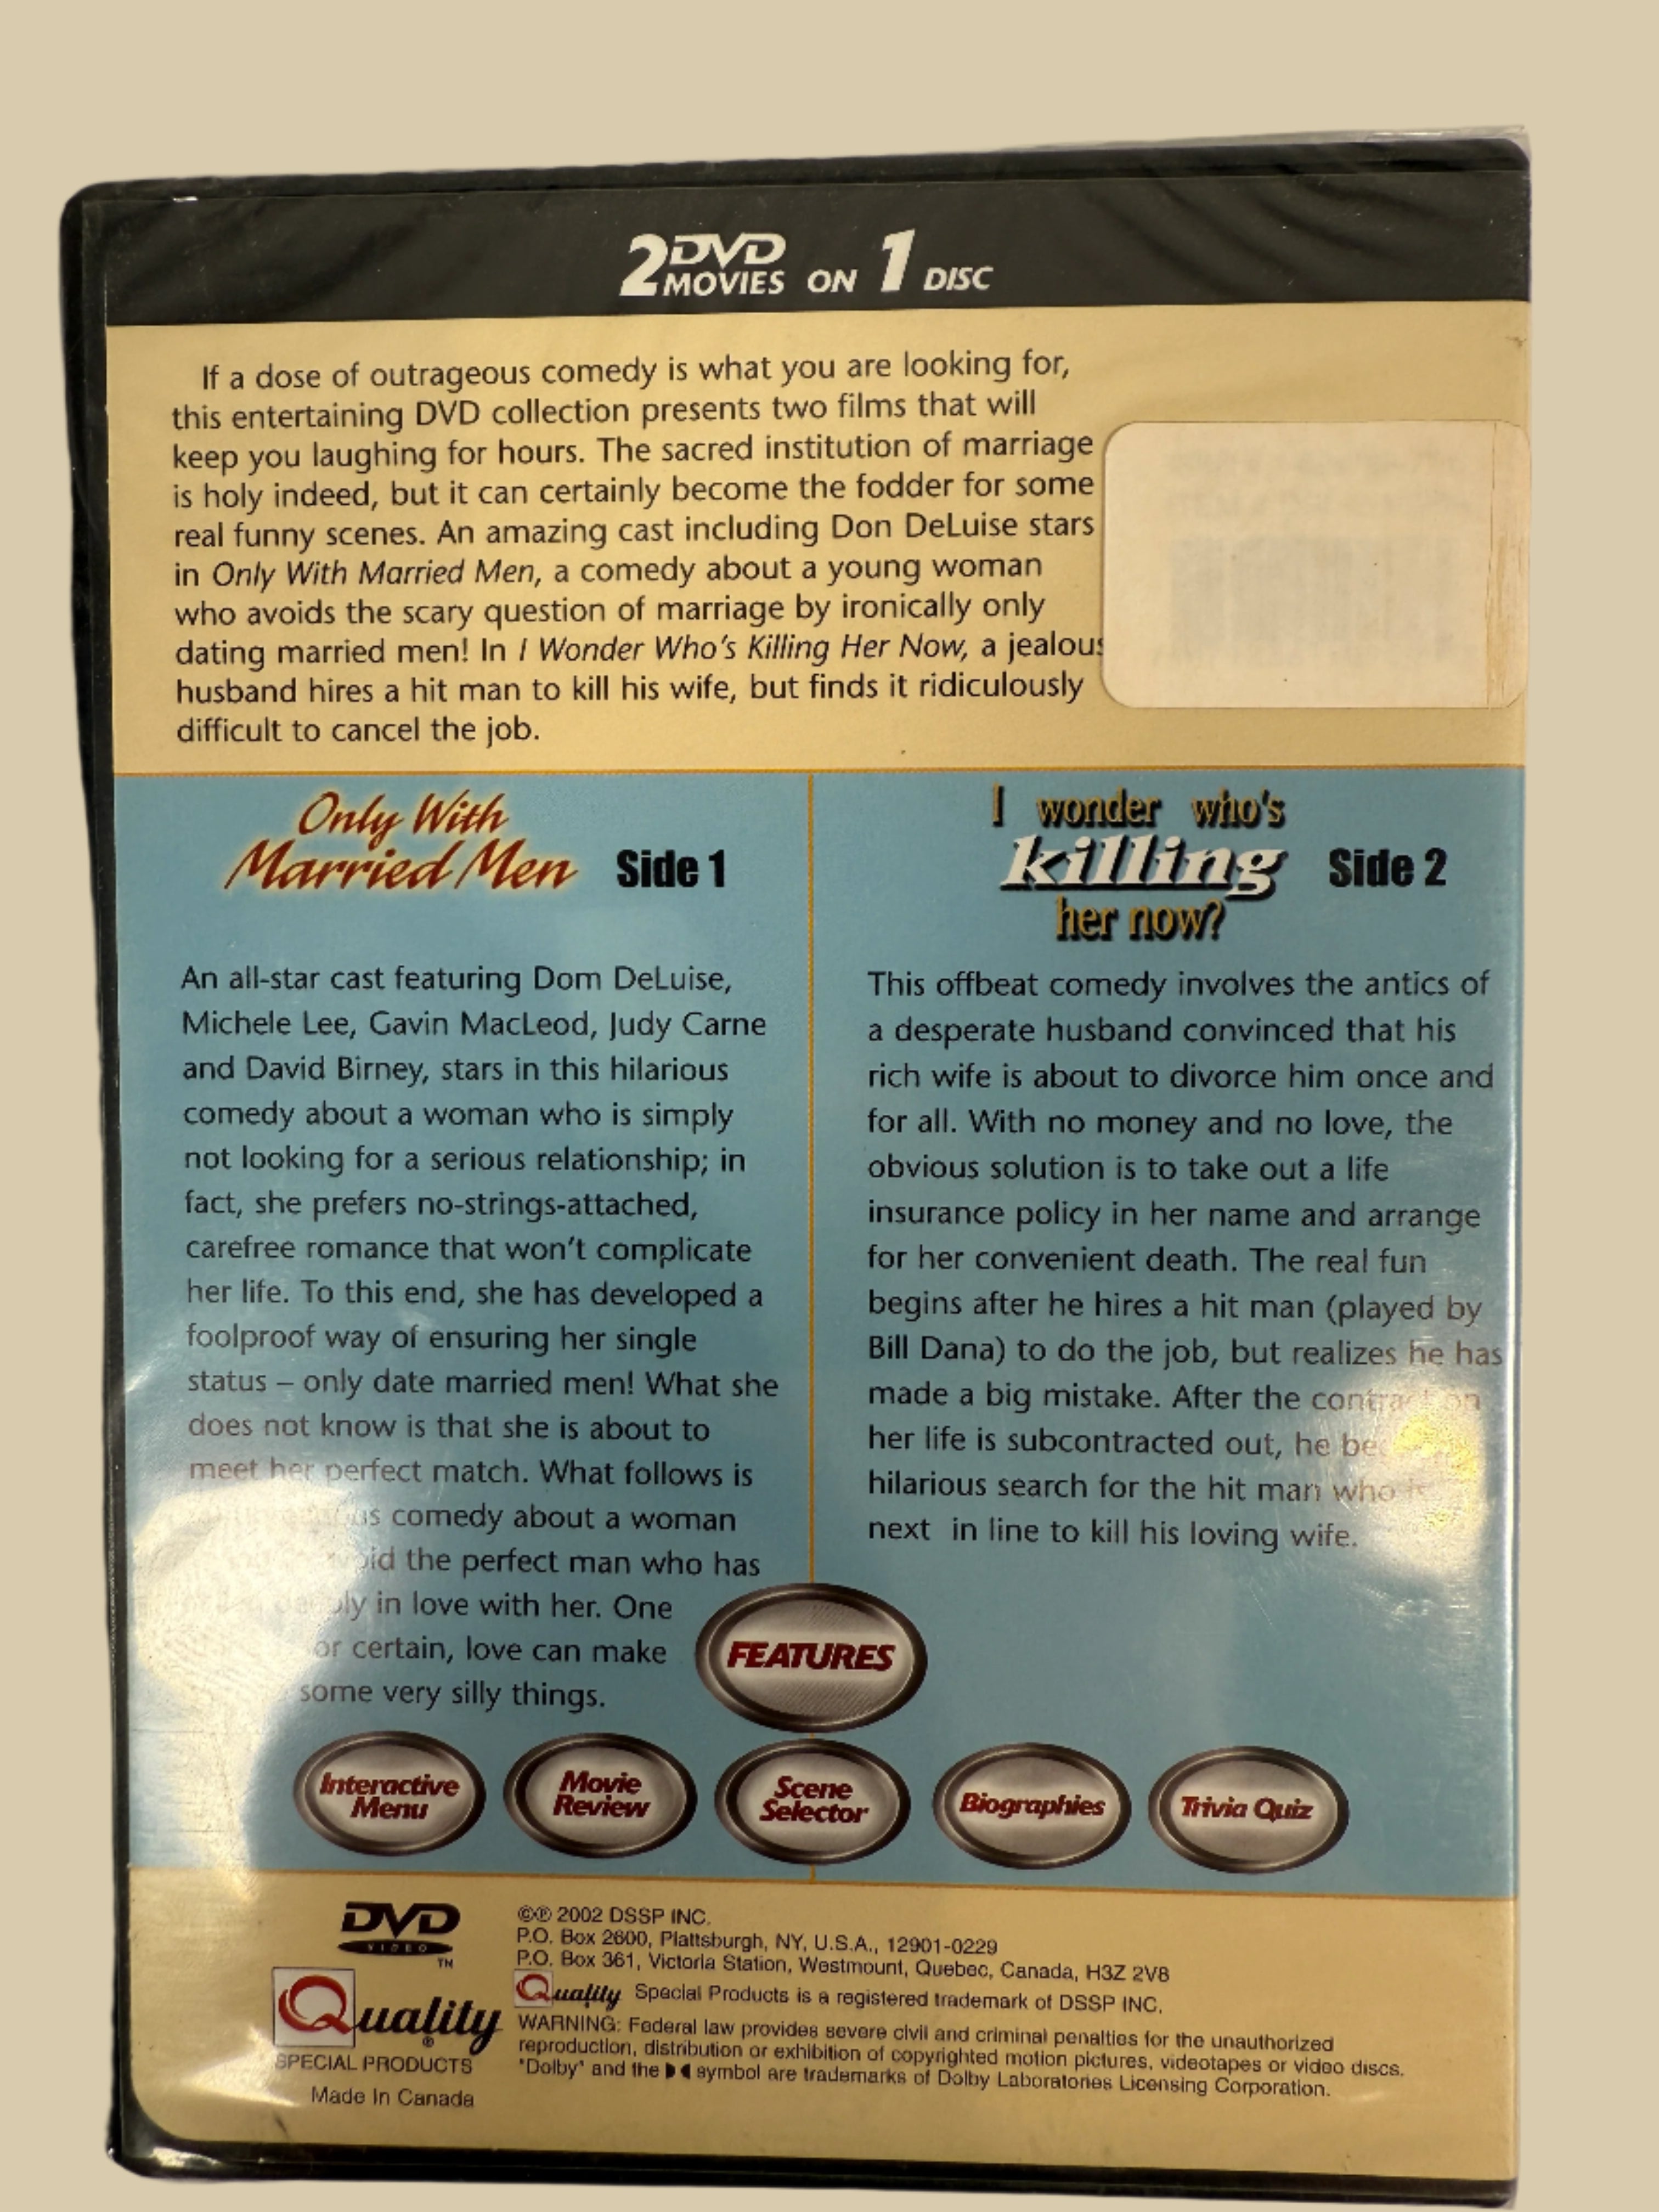 2 DVD MOVIES ON 1 DISC
If a dose of outrageous comedy is what you are looking for,
this entertaining DVD collection presents two films that will
keep you laughing for hours. The sacred institution of marriage
is holy indeed, but it can certainly become the fodder for some
real funny scenes. An amazing cast including Don DeLuise stars
in Only With Married Men, a comedy about a young woman
who avoids the scary question of marriage by ironically only
dating married men! In I Wonder Who's Killing Her Now, a jealous
husband hires a hit man to kill his wife, but finds it ridiculously
difficult to cancel the job.
Only With
Married Men Side 1
An all-star cast featuring Dom DeLuise,
Michele Lee, Gavin MacLeod, Judy Carne
and David Birney, stars in this hilarious
comedy about a woman who is simply
not looking for a serious relationship; in
fact, she prefers no-strings-attached,
carefree romance that won't complicate
her life. To this end, she has developed a
foolproof way of ensuring her single
status – only date married men! What she
does not know is that she is about to
meet her perfect match. What follows is
comedy about a woman
the perfect man who has
in love with her. One
certain, love can make
some very silly things.
I wonder who's
killing Side 2
her now?
This offbeat comedy involves the antics of
a desperate husband convinced that his
rich wife is about to divorce him once and
for all. With no money and no love, the
obvious solution is to take out a life
insurance policy in her name and arrange
for her convenient death. The real fun
begins after he hires a hit man (played by
Bill Dana) to do the job, but realizes he has
made a big mistake. After the contract on
her life is subcontracted out, he
hilarious search for the hit man who
next in line to kill his loving wife.
FEATURES
Interactive
Menu
Movie
Review
Scene
Selector
Biographies
Trivia Quiz
DVD
VIDEO
TM
Quality®
SPECIAL PRODUCTS
Made In Canada
©℗ 2002 DSSP INC.
P.O. Box 2600, Plattsburgh, NY, U.S.A., 12901-0229
P.O. Box 361, Victoria Station, Westmount, Quebec, Canada, H3Z 2V8
Quality Special Products is a registered trademark of DSSP INC.
WARNING: Federal law provides severe civil and criminal penalties for the unauthorized
reproduction, distribution or exhibition of copyrighted motion pictures, videotapes or video discs.
"Dolby" and the symbol are trademarks of Dolby Laboratories Licensing Corporation.